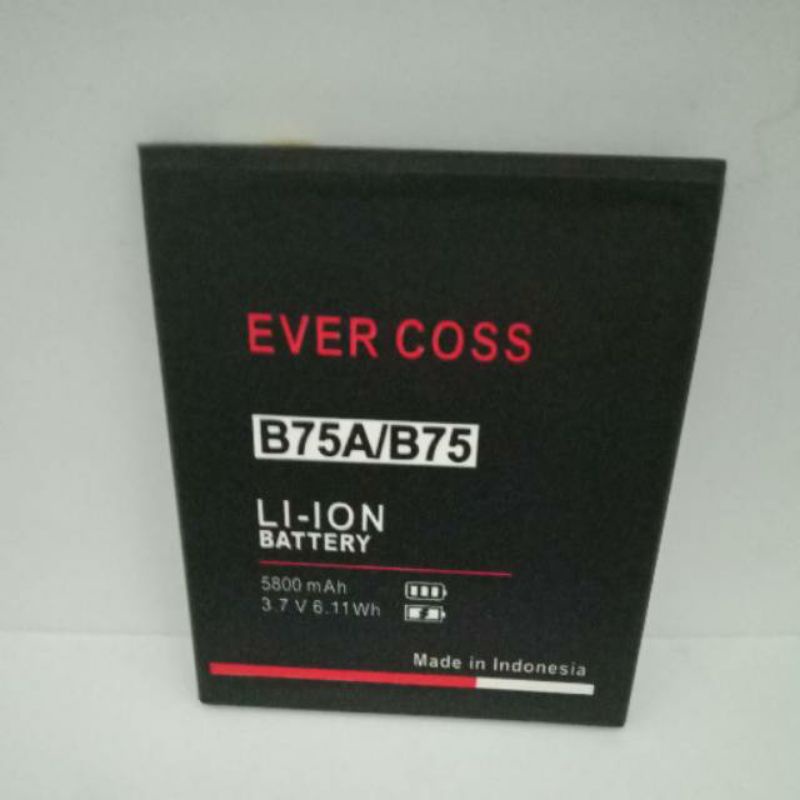 EVER COSS
B75A/B75
LI-ION
BATTERY
5800 mAh
3.7 V 6.11Wh
Made in Indonesia